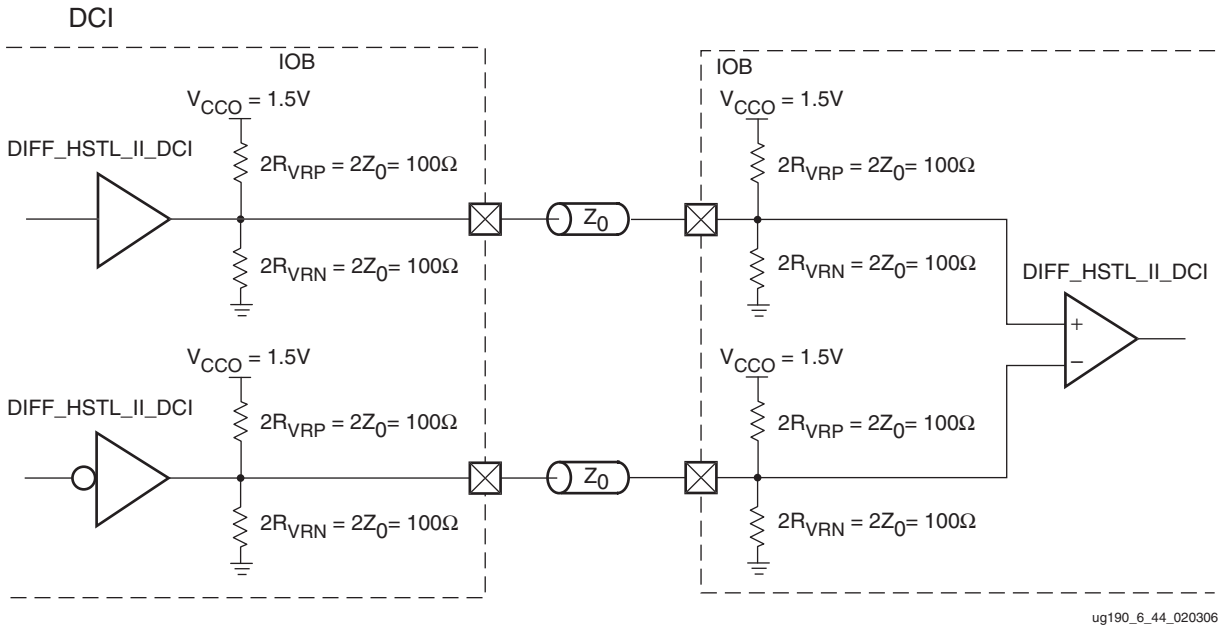 DCI
IOB
IOB
V_CCO = 1.5V
V_CCO = 1.5V
DIFF_HSTL_II_DCI
2R_VRP = 2Z_0= 100Ω
2R_VRP = 2Z_0= 100Ω
Z_0
2R_VRN = 2Z_0= 100Ω
2R_VRN = 2Z_0= 100Ω
DIFF_HSTL_II_DCI
+
–
V_CCO = 1.5V
V_CCO = 1.5V
DIFF_HSTL_II_DCI
2R_VRP = 2Z_0= 100Ω
2R_VRP = 2Z_0= 100Ω
Z_0
2R_VRN = 2Z_0= 100Ω
2R_VRN = 2Z_0= 100Ω
ug190_6_44_020306